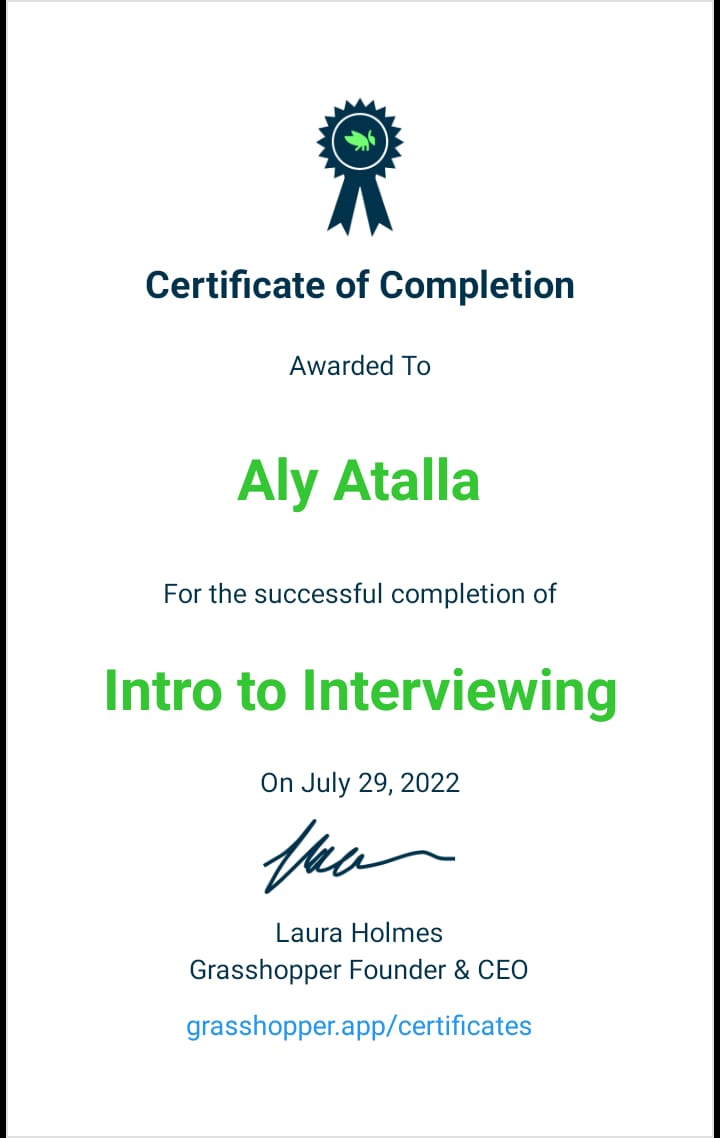 Certificate of Completion
Awarded To
Aly Atalla
For the successful completion of
Intro to Interviewing
On July 29, 2022
Laura Holmes
Grasshopper Founder & CEO
grasshopper.app/certificates